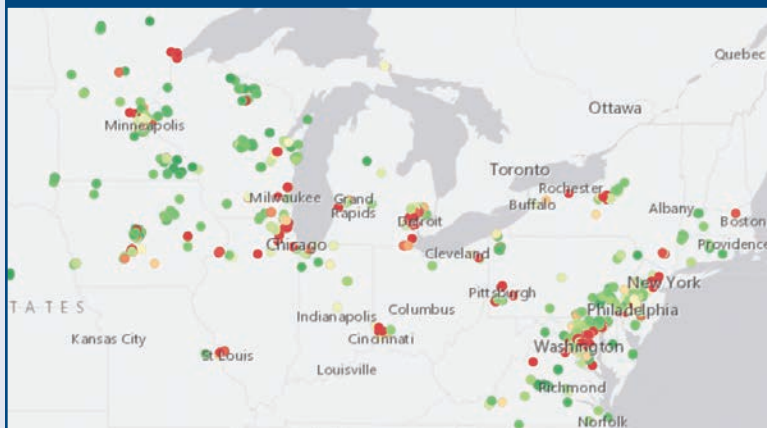 Quebec
Ottawa
Minneapolis
Toronto
Rochester
Milwaukee
Grand
Rapids
Buffalo
Albany
Detroit
Boston
Chicago
Cleveland
Providence
New York
Pittsburgh
TATES
Indianapolis
Columbus
Philadelphia
Kansas City
Cincinnati
Washington
St Louis
Louisville
Richmond
Norfolk